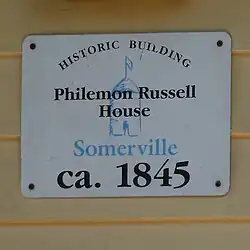 HISTORIC BUILDING
Philemon Russell
House
Somerville
ca. 1845